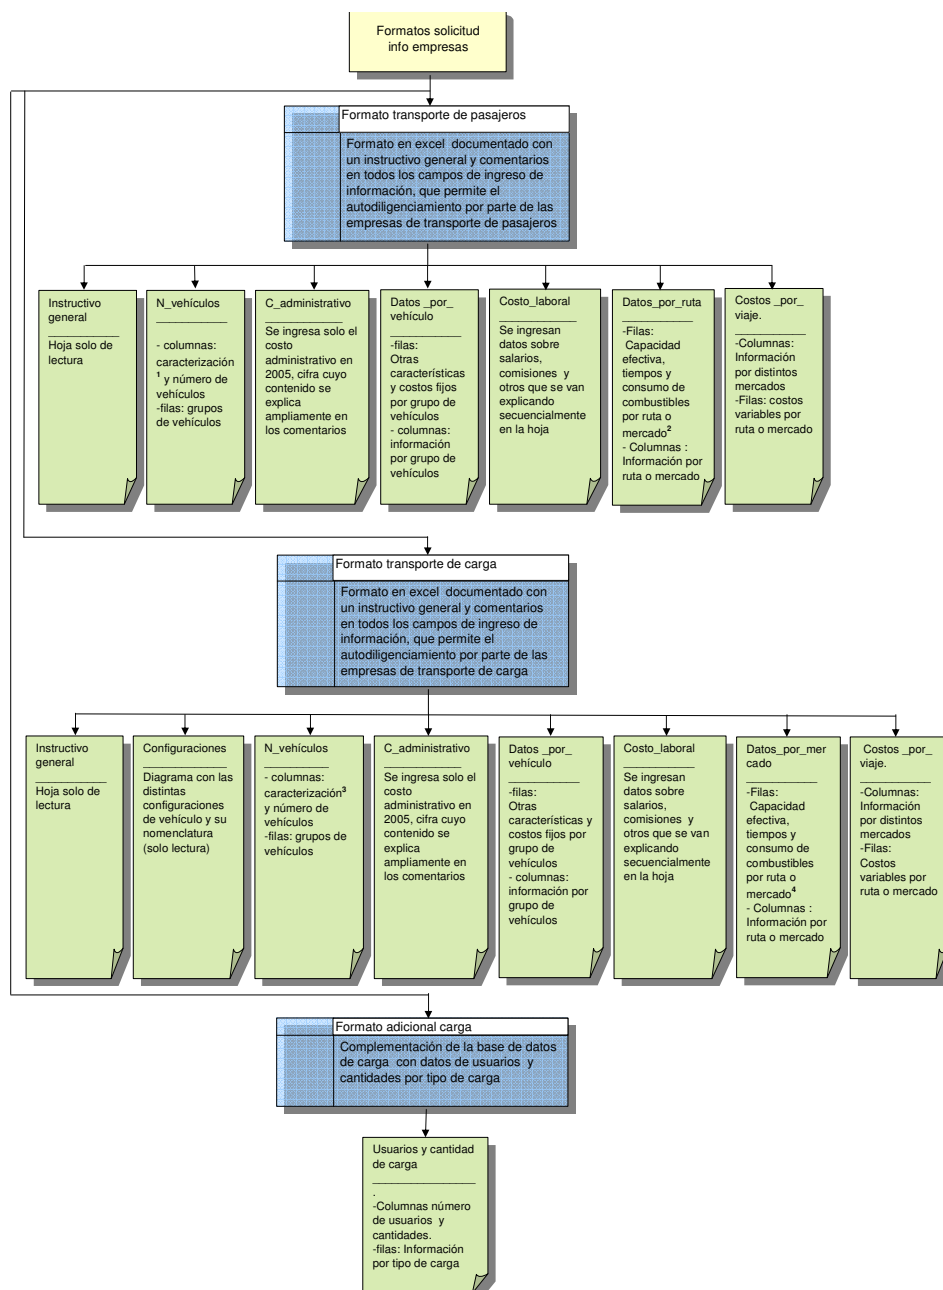 Formatos solicitud
info empresas
Formato transporte de pasajeros
Formato en excel documentado con
un instructivo general y comentarios
en todos los campos de ingreso de
información, que permite el
autodiligenciamiento por parte de las
empresas de transporte de pasajeros
Instructivo
general
___________
Hoja solo de
lectura
N_vehículos
___________
- columnas:
caracterización
¹ y número de
vehículos
-filas: grupos
de vehículos
C_administrativo
________________
Se ingresa solo el
costo
administrativo en
2005, cifra cuyo
contenido se
explica
ampliamente en
los comentarios
Datos _por_
vehículo
___________
-filas:
Otras
características
y costos fijos
por grupo de
vehículos
- columnas:
información
por grupo de
vehículos
Costo_laboral
___________
Se ingresan
datos sobre
salarios,
comisiones y
otros que se van
explicando
secuencialmente
en la hoja
Datos_por_ruta
___________
-Filas:
Capacidad
efectiva,
tiempos y
consumo de
combustibles
por ruta o
mercado²
- Columnas :
Información por
ruta o mercado
Costos _por_
viaje.
___________
-Columnas:
Información
por distintos
mercados
-Filas: costos
variables por
ruta o mercado
Formato transporte de carga
Formato en excel documentado con
un instructivo general y comentarios
en todos los campos de ingreso de
información, que permite el
autodiligenciamiento por parte de las
empresas de transporte de carga
Instructivo
general
___________
Hoja solo de
lectura
Configuraciones
___________
Diagrama con las
distintas
configuraciones
de vehículo y su
nomenclatura
(solo lectura)
N_vehículos
___________
- columnas:
caracterización³
y número de
vehículos
-filas: grupos de
vehículos
C_administrativo
________________
Se ingresa solo el
costo
administrativo en
2005, cifra cuyo
contenido se
explica
ampliamente en
los comentarios
Datos _por_
vehículo
___________
-filas:
Otras
características y
costos fijos por
grupo de
vehículos
- columnas:
información por
grupo de
vehículos
Costo_laboral
___________
Se ingresan
datos sobre
salarios,
comisiones y
otros que se van
explicando
secuencialmente
en la hoja
Datos_por_mer
cado
___________
-Filas:
Capacidad
efectiva,
tiempos y
consumo de
combustibles
por ruta o
mercado⁴
- Columnas :
Información por
ruta o mercado
Costos _por_
viaje.
___________
-Columnas:
Información
por distintos
mercados
-Filas:
Costos
variables por
ruta o mercado
Formato adicional carga
Complementación de la base de datos
de carga con datos de usuarios y
cantidades por tipo de carga
Usuarios y cantidad
de carga
________________
.
-Columnas número
de usuarios y
cantidades.
-filas: Información
por tipo de carga